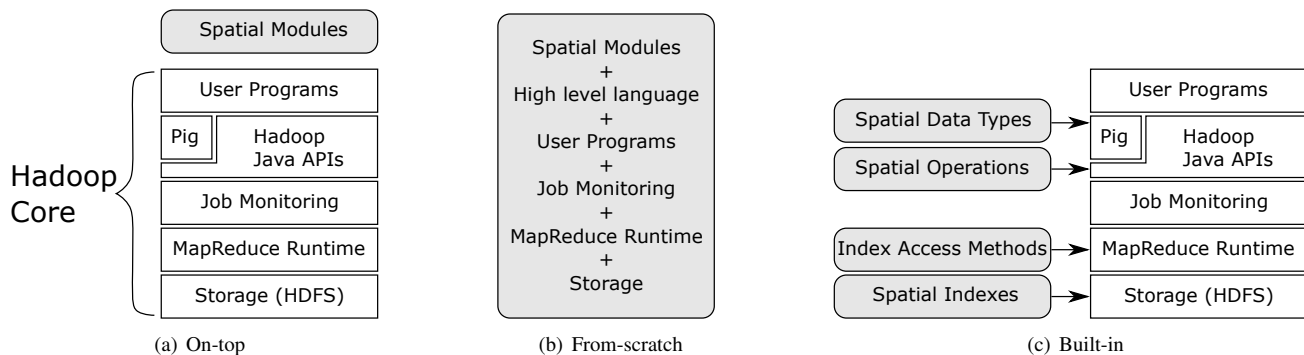 Spatial Modules
User Programs
Pig
Hadoop
Java APIs
Job Monitoring
MapReduce Runtime
Storage (HDFS)
Hadoop
Core
(a) On-top
Spatial Modules
+
High level language
+
User Programs
+
Job Monitoring
+
MapReduce Runtime
+
Storage
(b) From-scratch
Spatial Data Types
Spatial Operations
Index Access Methods
Spatial Indexes
User Programs
Pig
Hadoop
Java APIs
Job Monitoring
MapReduce Runtime
Storage (HDFS)
(c) Built-in